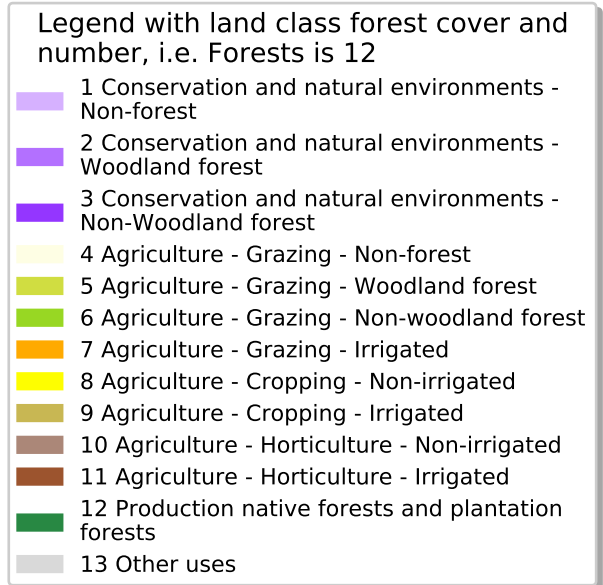 Legend with land class forest cover and
number, i.e. Forests is 12
1 Conservation and natural environments -
Non-forest
2 Conservation and natural environments -
Woodland forest
3 Conservation and natural environments -
Non-Woodland forest
4 Agriculture - Grazing - Non-forest
5 Agriculture - Grazing - Woodland forest
6 Agriculture - Grazing - Non-woodland forest
7 Agriculture - Grazing - Irrigated
8 Agriculture - Cropping - Non-irrigated
9 Agriculture - Cropping - Irrigated
10 Agriculture - Horticulture - Non-irrigated
11 Agriculture - Horticulture - Irrigated
12 Production native forests and plantation
forests
13 Other uses